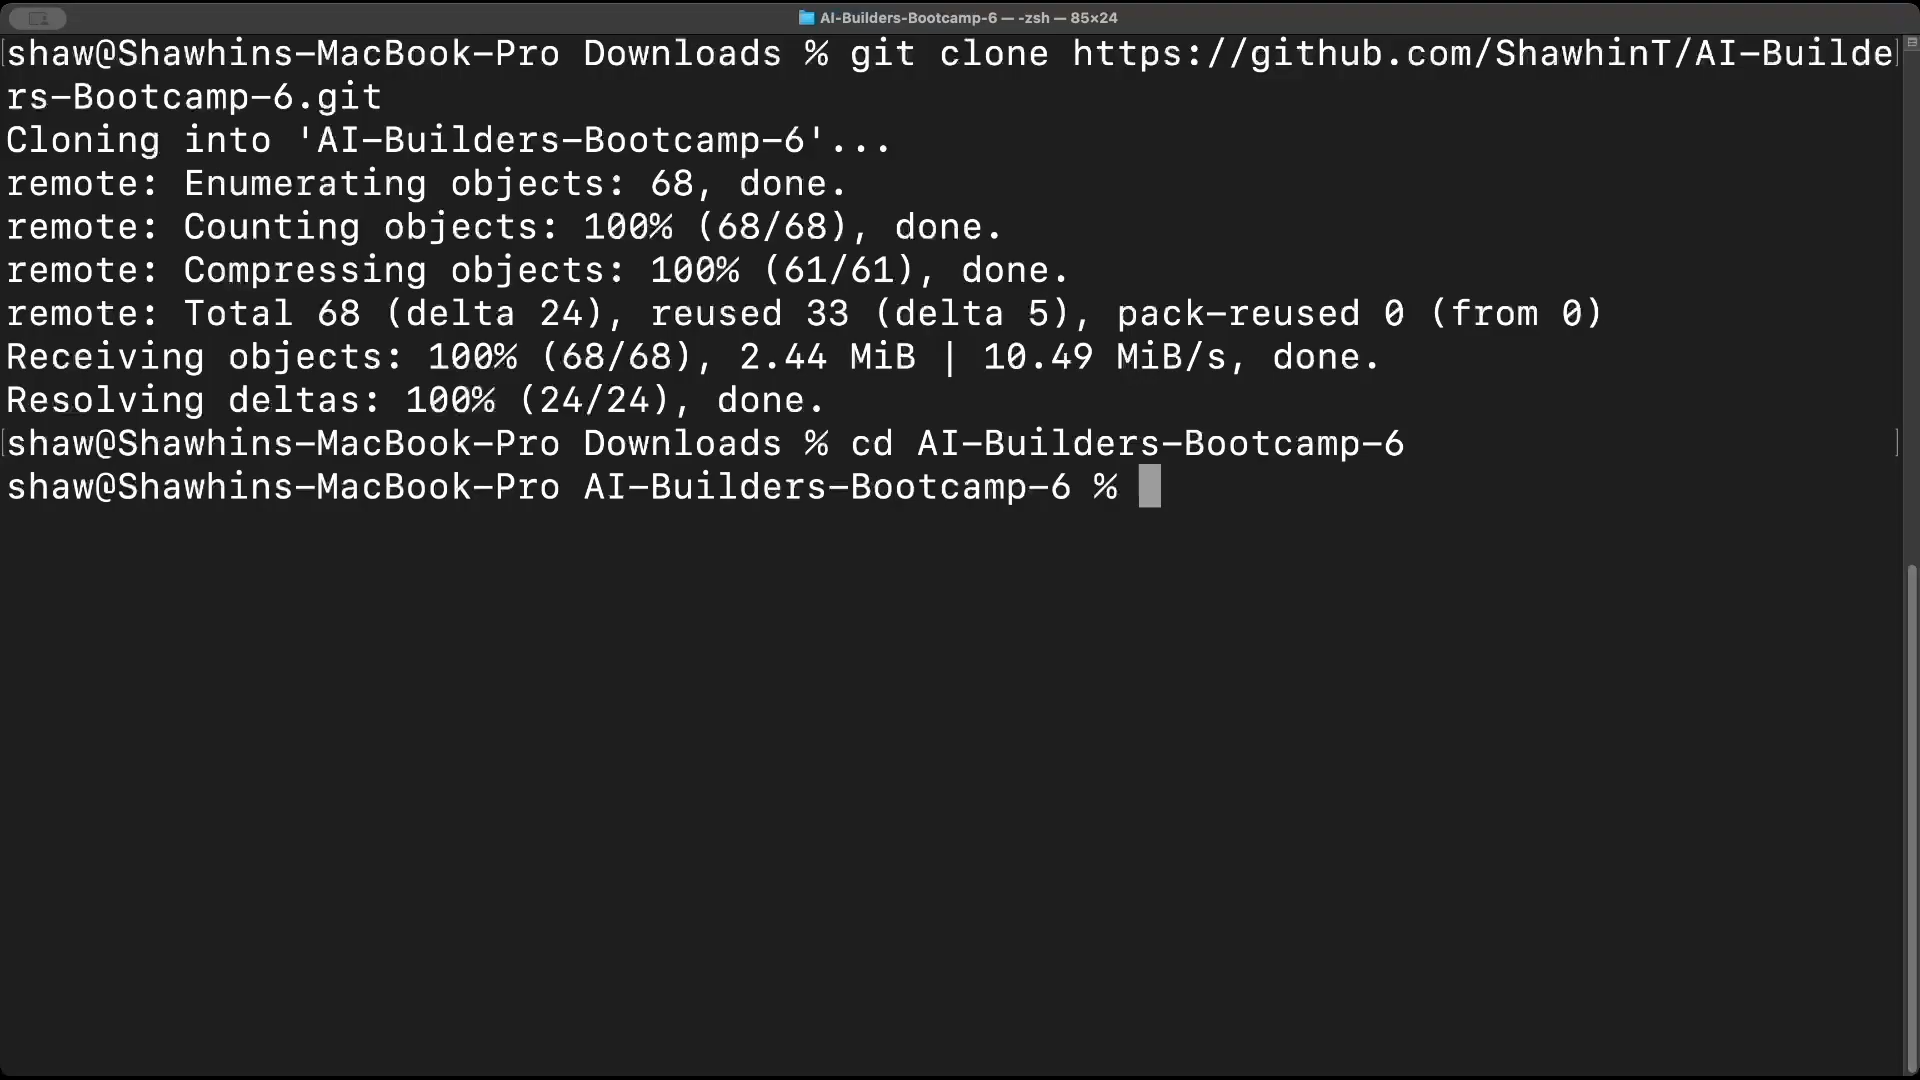 AI-Builders-Bootcamp-6 — -zsh — 85×24
[shaw@Shawhins-MacBook-Pro Downloads % git clone https://github.com/ShawhinT/AI-Builde]
rs-Bootcamp-6.git
Cloning into 'AI-Builders-Bootcamp-6'...
remote: Enumerating objects: 68, done.
remote: Counting objects: 100% (68/68), done.
remote: Compressing objects: 100% (61/61), done.
remote: Total 68 (delta 24), reused 33 (delta 5), pack-reused 0 (from 0)
Receiving objects: 100% (68/68), 2.44 MiB | 10.49 MiB/s, done.
Resolving deltas: 100% (24/24), done.
[shaw@Shawhins-MacBook-Pro Downloads % cd AI-Builders-Bootcamp-6 ]
shaw@Shawhins-MacBook-Pro AI-Builders-Bootcamp-6 %